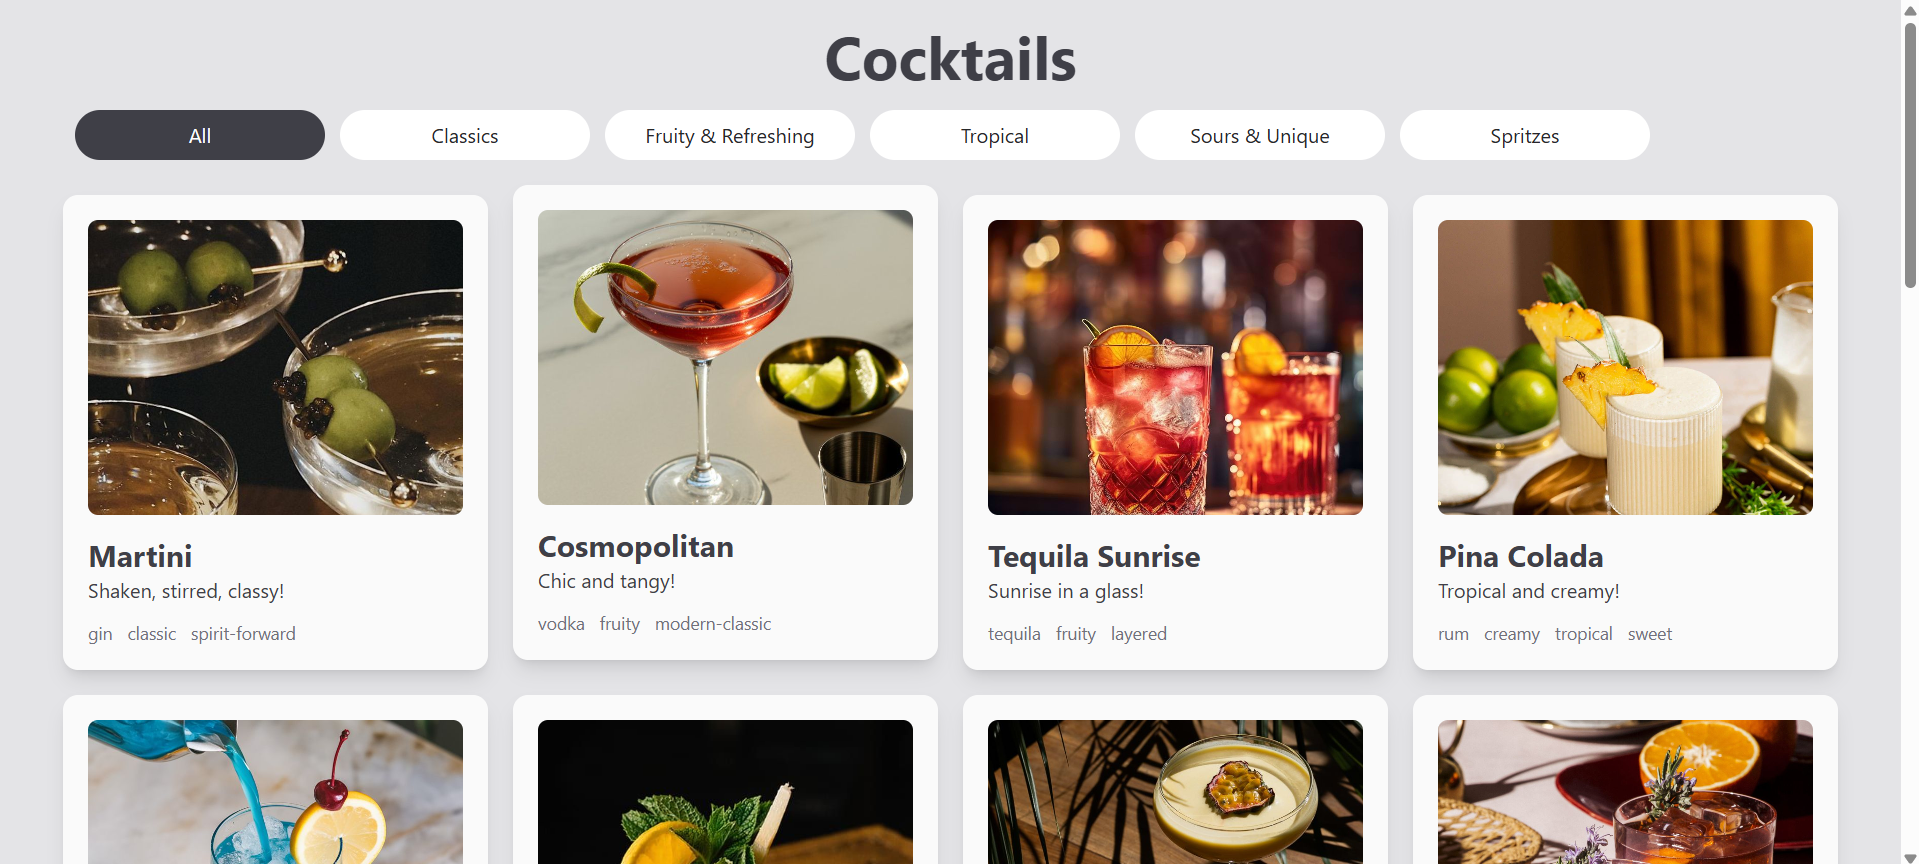 Cocktails
All
Classics
Fruity & Refreshing
Tropical
Sours & Unique
Spritzes
Martini
Shaken, stirred, classy!
gin classic spirit-forward
Cosmopolitan
Chic and tangy!
vodka fruity modern-classic
Tequila Sunrise
Sunrise in a glass!
tequila fruity layered
Pina Colada
Tropical and creamy!
rum creamy tropical sweet